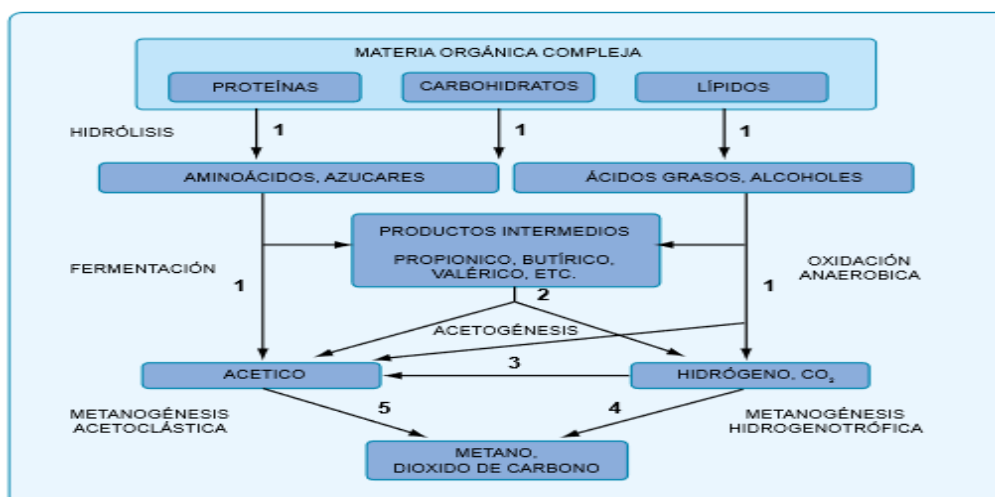 MATERIA ORGÁNICA COMPLEJA
PROTEÍNAS
CARBOHIDRATOS
LÍPIDOS
HIDRÓLISIS
1
1
1
AMINOÁCIDOS, AZUCARES
ÁCIDOS GRASOS, ALCOHOLES
PRODUCTOS INTERMEDIOS
PROPIONICO, BUTÍRICO,
VALÉRICO, ETC.
FERMENTACIÓN
1
OXIDACIÓN
ANAEROBICA
1
2
ACETOGÉNESIS
3
ACETICO
HIDRÓGENO, CO₂
METANOGÉNESIS
ACETOCLÁSTICA
5
4
METANOGÉNESIS
HIDROGENOTRÓFICA
METANO,
DIOXIDO DE CARBONO